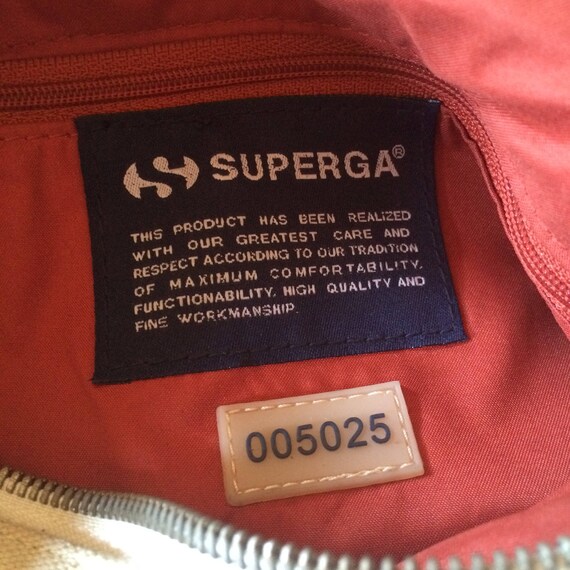 SUPERGA®
THIS PRODUCT HAS BEEN REALIZED
WITH OUR GREATEST CARE AND
RESPECT ACCORDING TO OUR TRADITION
OF MAXIMUM COMFORTABILITY,
FUNCTIONABILITY, HIGH QUALITY AND
FINE WORKMANSHIP.
005025